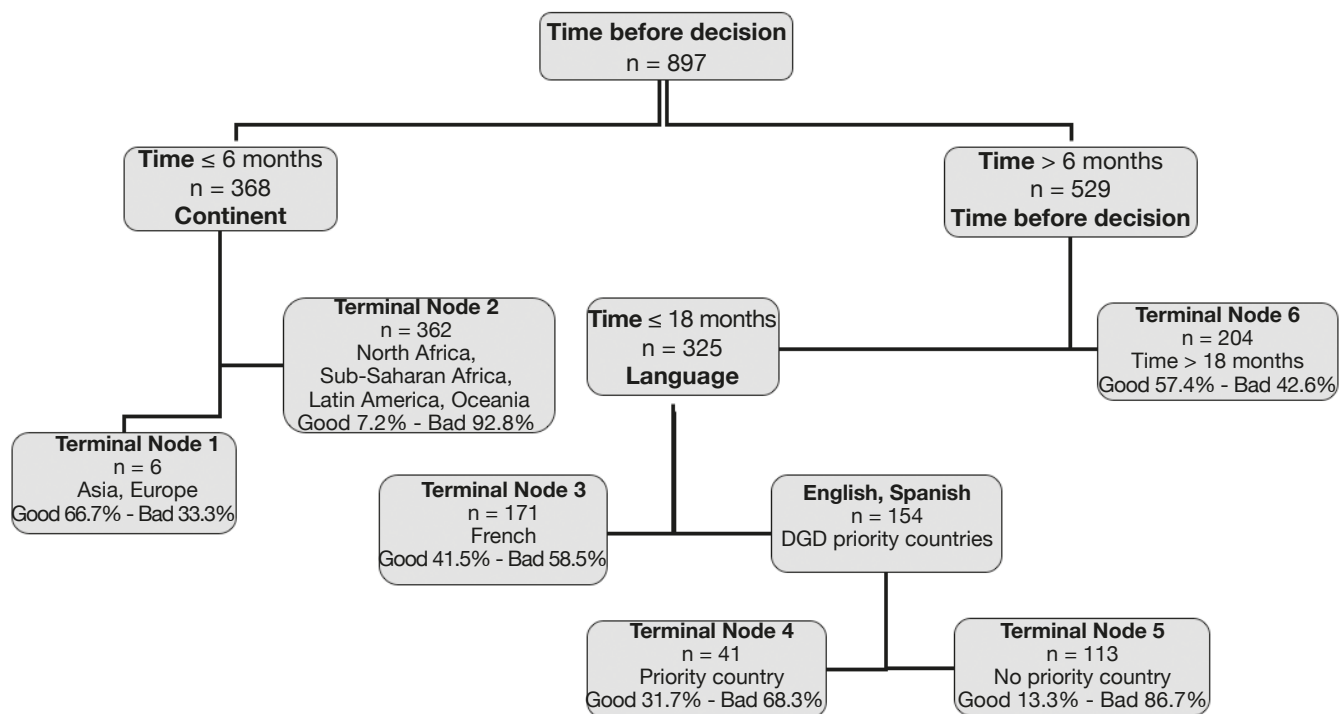 Time before decision
n = 897
Time ≤ 6 months
n = 368
Continent
Time > 6 months
n = 529
Time before decision
Terminal Node 2
n = 362
North Africa,
Sub-Saharan Africa,
Latin America, Oceania
Good 7.2% - Bad 92.8%
Time ≤ 18 months
n = 325
Language
Terminal Node 6
n = 204
Time > 18 months
Good 57.4% - Bad 42.6%
Terminal Node 1
n = 6
Asia, Europe
Good 66.7% - Bad 33.3%
Terminal Node 3
n = 171
French
Good 41.5% - Bad 58.5%
English, Spanish
n = 154
DGD priority countries
Terminal Node 4
n = 41
Priority country
Good 31.7% - Bad 68.3%
Terminal Node 5
n = 113
No priority country
Good 13.3% - Bad 86.7%